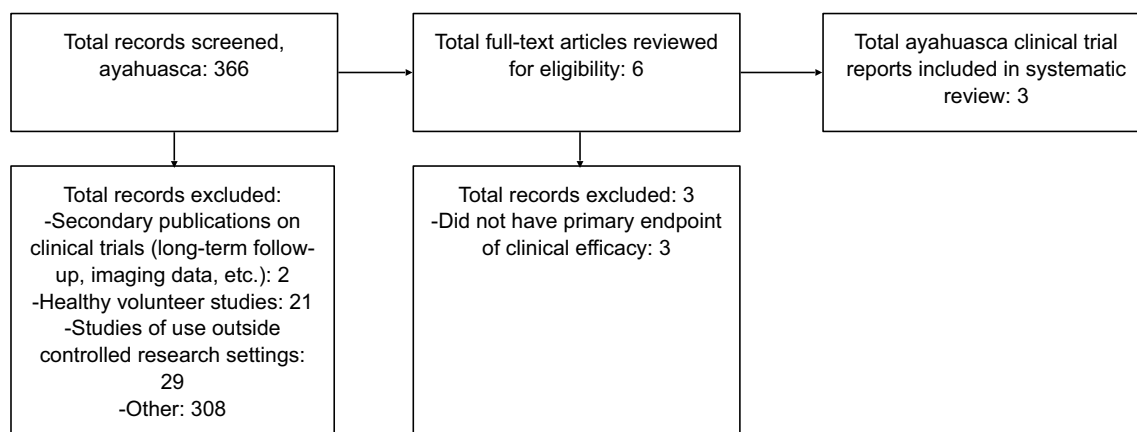 Total records screened,
ayahuasca: 366
Total full-text articles reviewed
for eligibility: 6
Total ayahuasca clinical trial
reports included in systematic
review: 3
Total records excluded:
-Secondary publications on
clinical trials (long-term follow-
up, imaging data, etc.): 2
-Healthy volunteer studies: 21
-Studies of use outside
controlled research settings:
29
-Other: 308
Total records excluded: 3
-Did not have primary endpoint
of clinical efficacy: 3